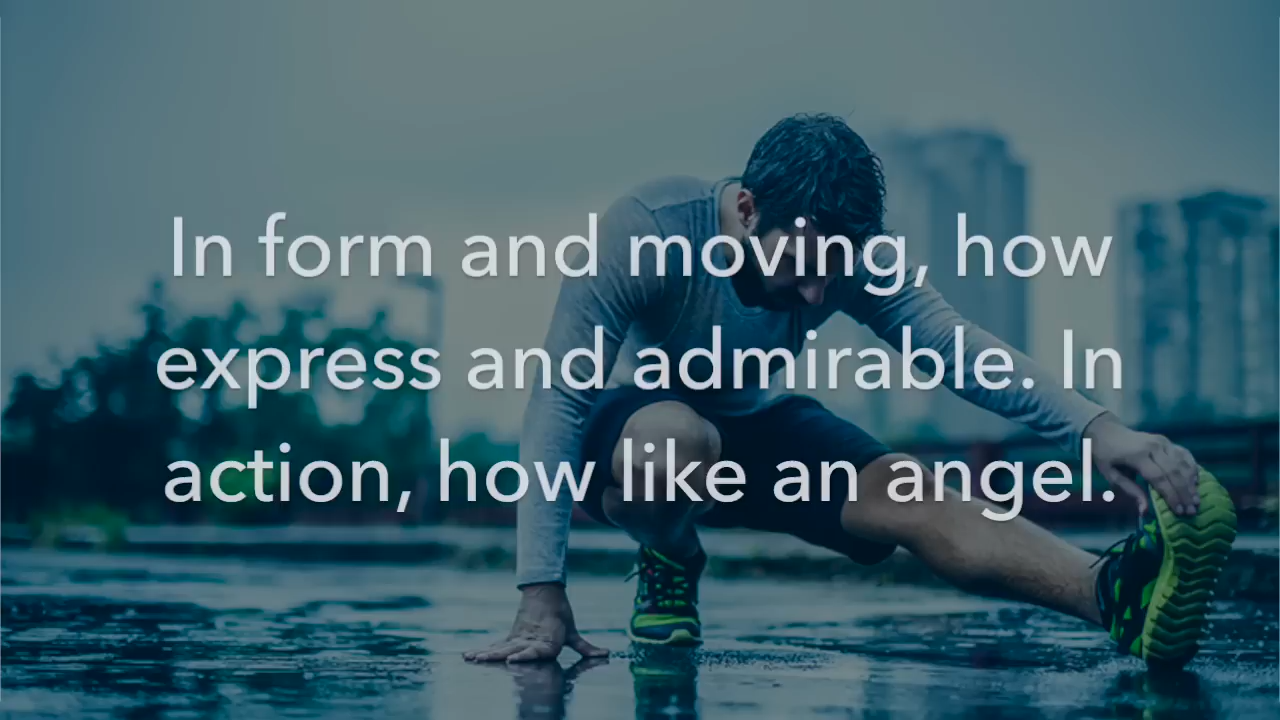 In form and moving, how
express and admirable. In
action, how like an angel.